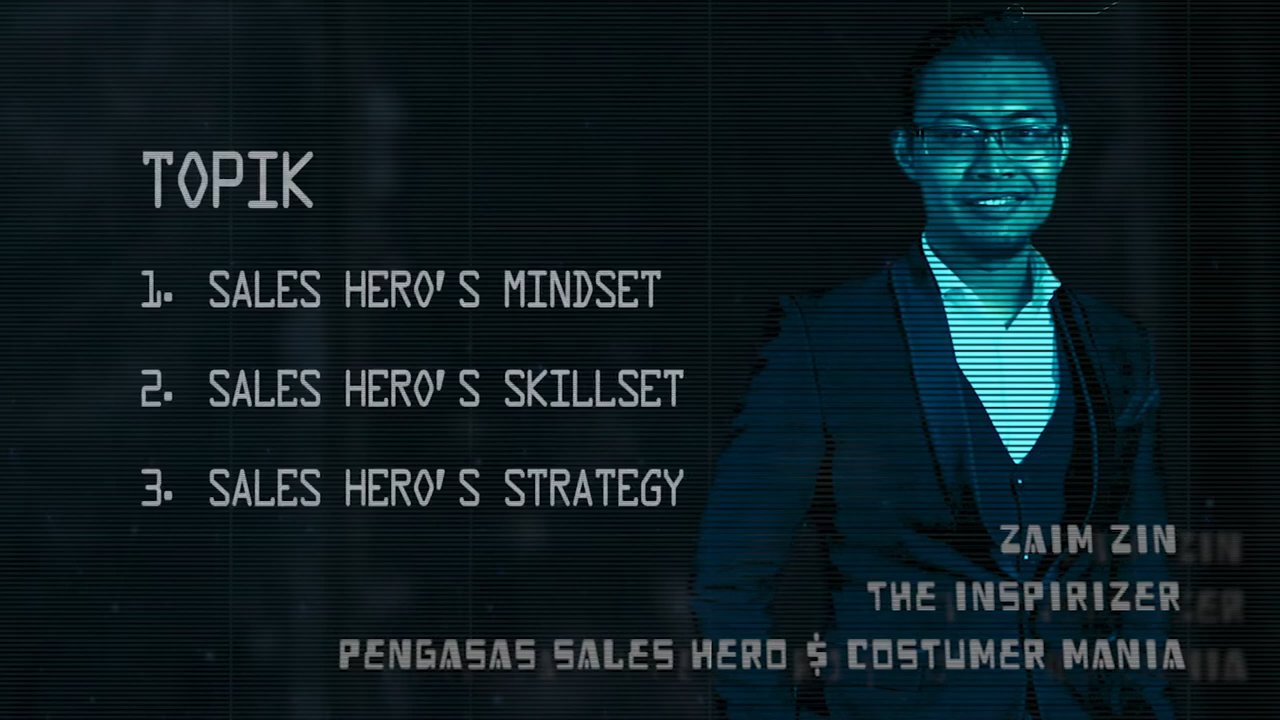 TOPIK
1. SALES HERO'S MINDSET
2. SALES HERO'S SKILLSET
3. SALES HERO'S STRATEGY
ZAIM ZIN
THE INSPIRIZER
PENGASAS SALES HERO $ COSTUMER MANIA